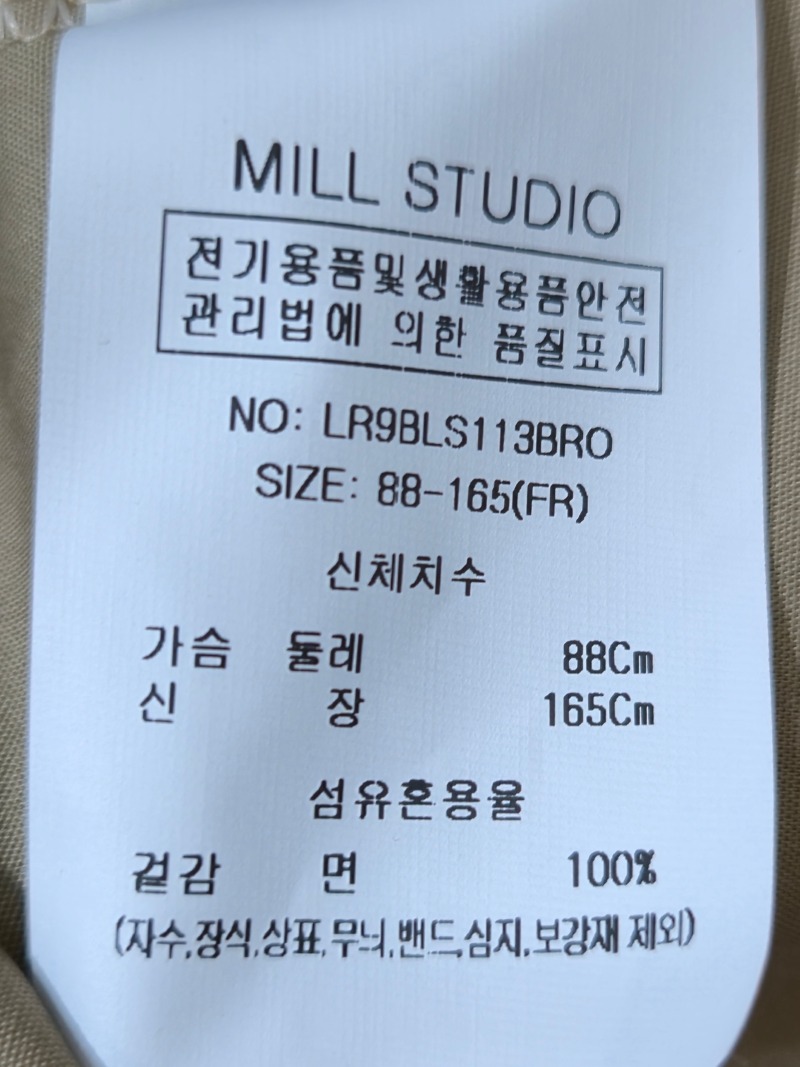 MILL STUDIO
전기용품및생활용품안전
관리법에 의한 품질표시
NO: LR9BLS113BRO
SIZE: 88-165(FR)
신체치수
가슴 둘레 88Cm
신 장 165Cm
섬유혼용율
겉감 면 100%
(자수,장식,상표,무늬,밴드,심지,보강재 제외)